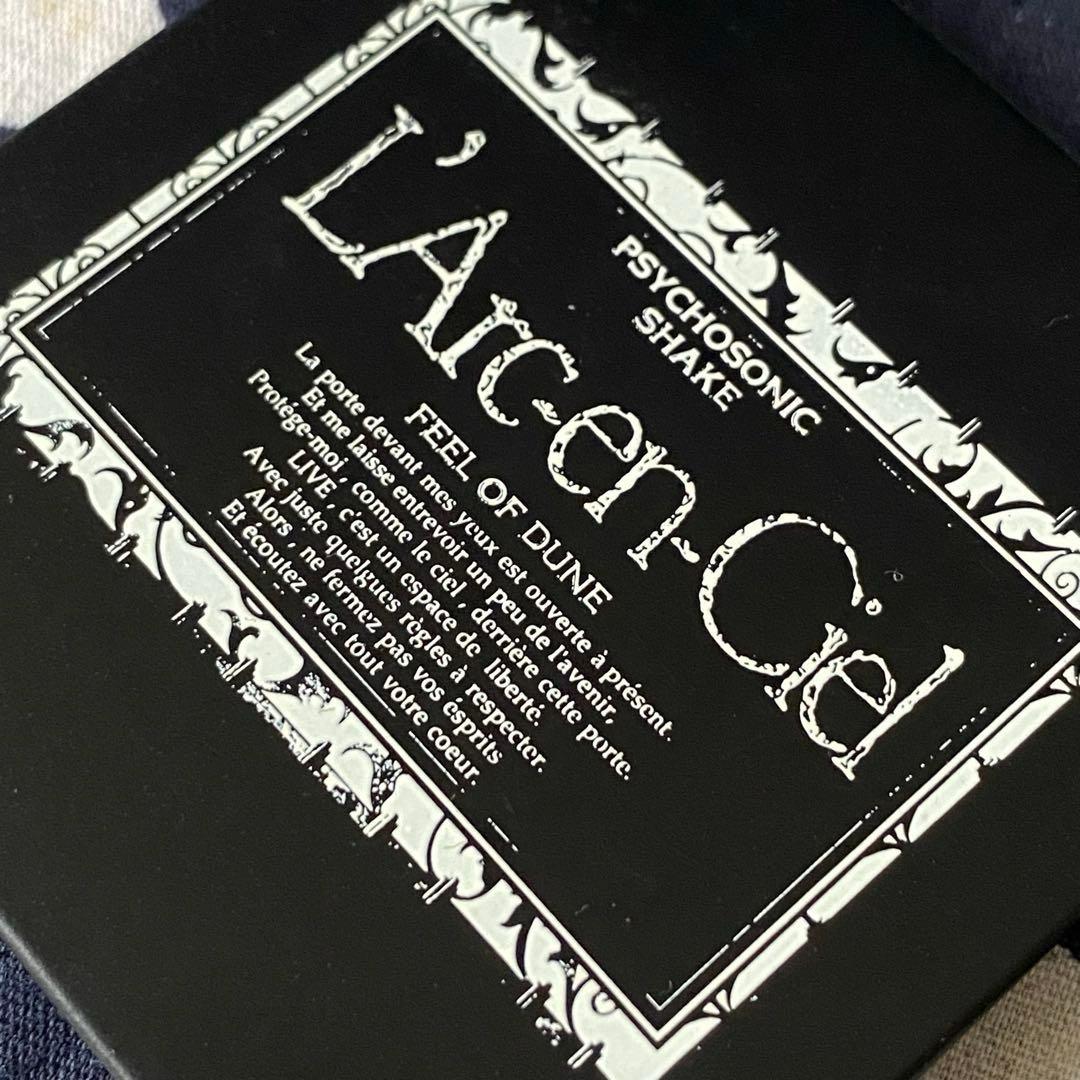 PSYCHOSONIC
SHAKE
L'Arc-en-Ciel
FEEL OF DUNE
La porte devant mes yeux est ouverte à présent.
Et me laisse entrevoir un peu de l'avenir,
Protège-moi, comme le ciel, derrière cette porte.
LIVE, c'est un espace de liberté.
Avec juste quelques règles à respecter.
Alors, ne fermez pas vos ésprits
Et écoutez avec tout votre coeur.